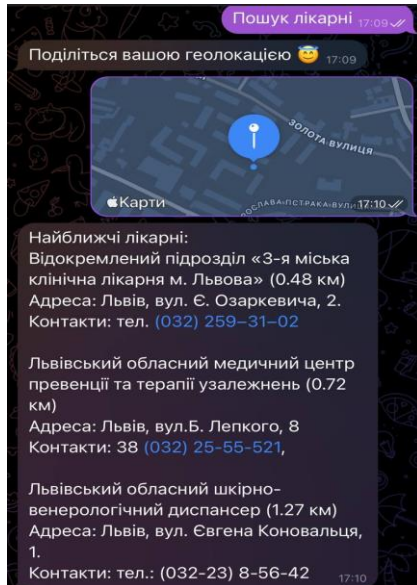 Пошук лікарні 17:09
Поділіться вашою геолокацією 😇 17:09
ЗОЛОТА ВУЛИЦЯ
Карти
17:10
Найближчі лікарні:
Відокремлений підрозділ «3-я міська
клінічна лікарня м. Львова» (0.48 км)
Адреса: Львів, вул. Є. Озаркевича, 2.
Контакти: тел. (032) 259–31–02
Львівський обласний медичний центр
превенції та терапії узалежнень (0.72
км)
Адреса: Львів, вул.Б. Лепкого, 8
Контакти: 38 (032) 25-55-521,
Львівський обласний шкірно-
венерологічний диспансер (1.27 км)
Адреса: Львів, вул. Євгена Коновальця,
1.
Контакти: тел.: (032-23) 8-56-42 17:10